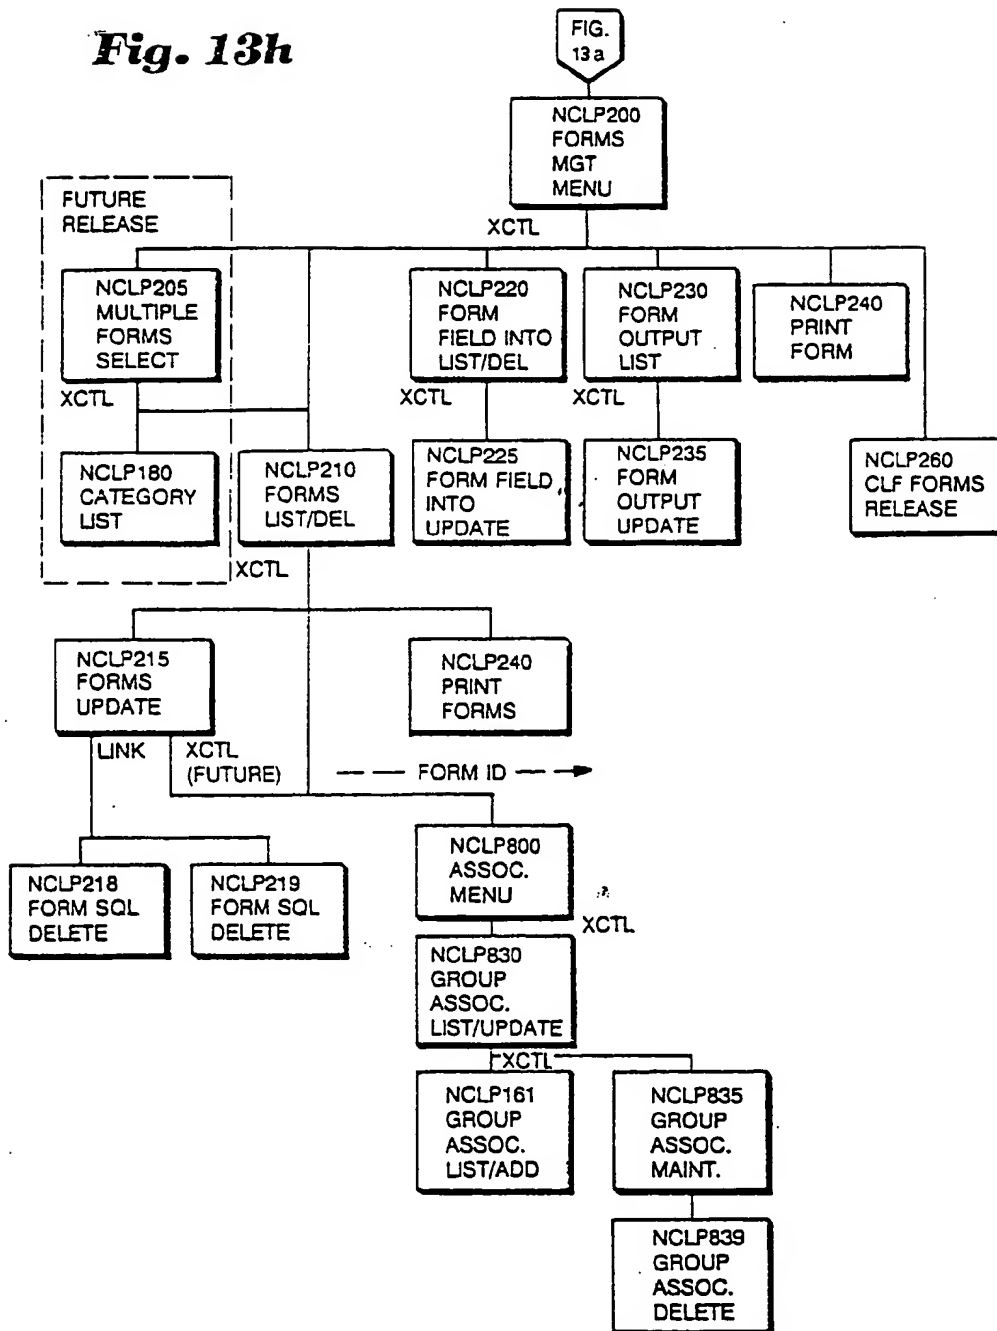 Fig. 13h
FIG.
13a
NCLP200
FORMS
MGT
MENU
XCTL
FUTURE
RELEASE
NCLP205
MULTIPLE
FORMS
SELECT
NCLP220
FORM
FIELD INTO
LIST/DEL
NCLP230
FORM
OUTPUT
LIST
NCLP240
PRINT
FORM
XCTL
XCTL
XCTL
NCLP180
CATEGORY
LIST
NCLP210
FORMS
LIST/DEL
NCLP225
FORM FIELD
INTO
UPDATE
NCLP235
FORM
OUTPUT
UPDATE
NCLP260
CLF FORMS
RELEASE
XCTL
NCLP215
FORMS
UPDATE
NCLP240
PRINT
FORMS
LINK
XCTL
(FUTURE)
FORM ID
NCLP800
ASSOC.
MENU
NCLP218
FORM SQL
DELETE
NCLP219
FORM SQL
DELETE
XCTL
NCLP830
GROUP
ASSOC.
LIST/UPDATE
XCTL
NCLP161
GROUP
ASSOC.
LIST/ADD
NCLP835
GROUP
ASSOC.
MAINT.
NCLP839
GROUP
ASSOC.
DELETE